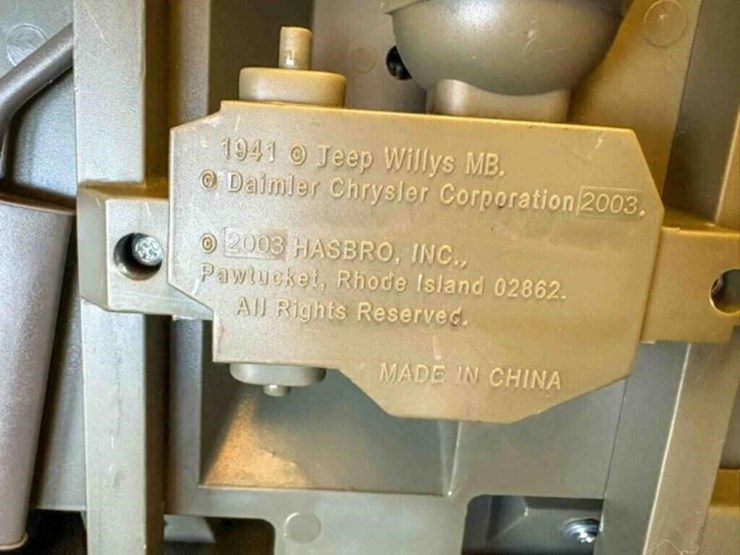 1941 © Jeep Willys MB.
© Daimler Chrysler Corporation 2003.
© 2003 HASBRO, INC.,
Pawtucket, Rhode Island 02862.
All Rights Reserved.
MADE IN CHINA